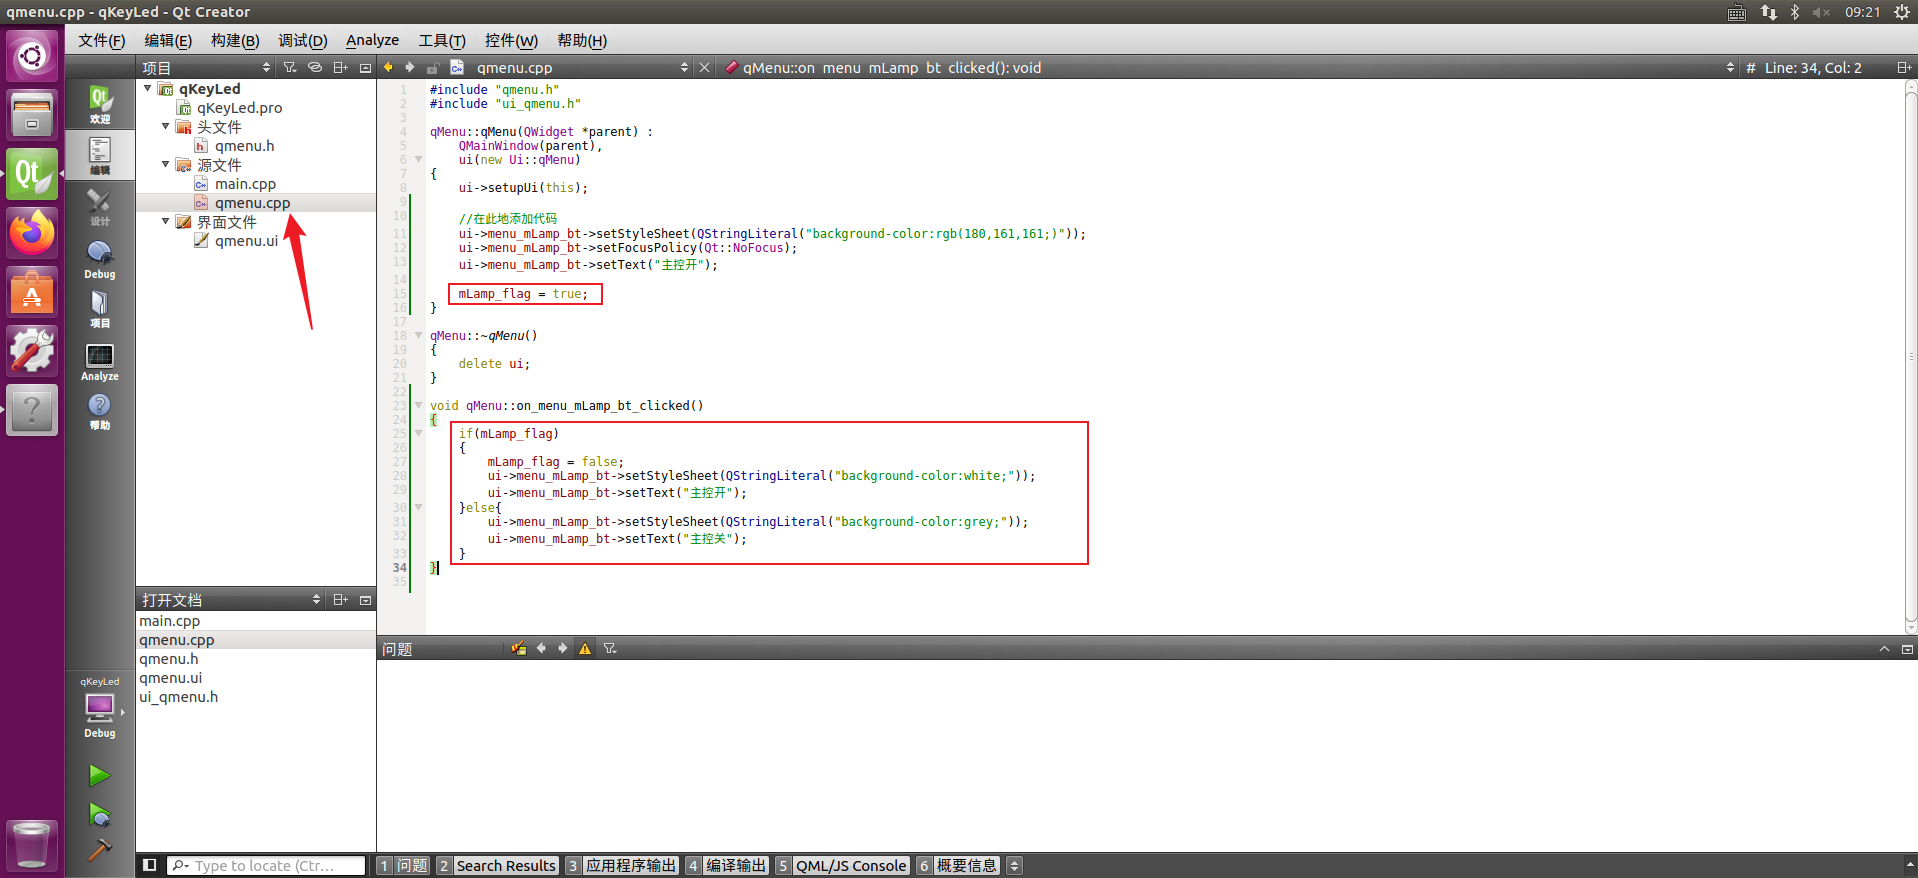 qmenu.cpp - qKeyLed - Qt Creator
09:21
文件(F) 编辑(E) 构建(B) 调试(D) Analyze 工具(T) 控件(W) 帮助(H)
项目
qmenu.cpp
qMenu::on_menu_mLamp_bt_clicked(): void
# Line: 34, Col: 2
欢迎
编辑
设计
Debug
项目
Analyze
帮助
qKeyLed
Debug
qKeyLed
qKeyLed.pro
头文件
qmenu.h
源文件
main.cpp
qmenu.cpp
界面文件
qmenu.ui
打开文档
main.cpp
qmenu.cpp
qmenu.h
qmenu.ui
ui_qmenu.h
1 #include "qmenu.h"
2 #include "ui_qmenu.h"
3
4 qMenu::qMenu(QWidget *parent) :
5 QMainWindow(parent),
6 ui(new Ui::qMenu)
7 {
8 ui->setupUi(this);
9
10 //在此地添加代码
11 ui->menu_mLamp_bt->setStyleSheet(QStringLiteral("background-color:rgb(180,161,161;)"));
12 ui->menu_mLamp_bt->setFocusPolicy(Qt::NoFocus);
13 ui->menu_mLamp_bt->setText("主控开");
14
15 mLamp_flag = true;
16 }
17
18 qMenu::~qMenu()
19 {
20 delete ui;
21 }
22
23 void qMenu::on_menu_mLamp_bt_clicked()
24 {
25 if(mLamp_flag)
26 {
27 mLamp_flag = false;
28 ui->menu_mLamp_bt->setStyleSheet(QStringLiteral("background-color:white;"));
29 ui->menu_mLamp_bt->setText("主控开");
30 }else{
31 ui->menu_mLamp_bt->setStyleSheet(QStringLiteral("background-color:grey;"));
32 ui->menu_mLamp_bt->setText("主控关");
33 }
34 }
35
问题
Type to locate (Ctr...
1 问题 2 Search Results 3 应用程序输出 4 编译输出 5 QML/JS Console 6 概要信息